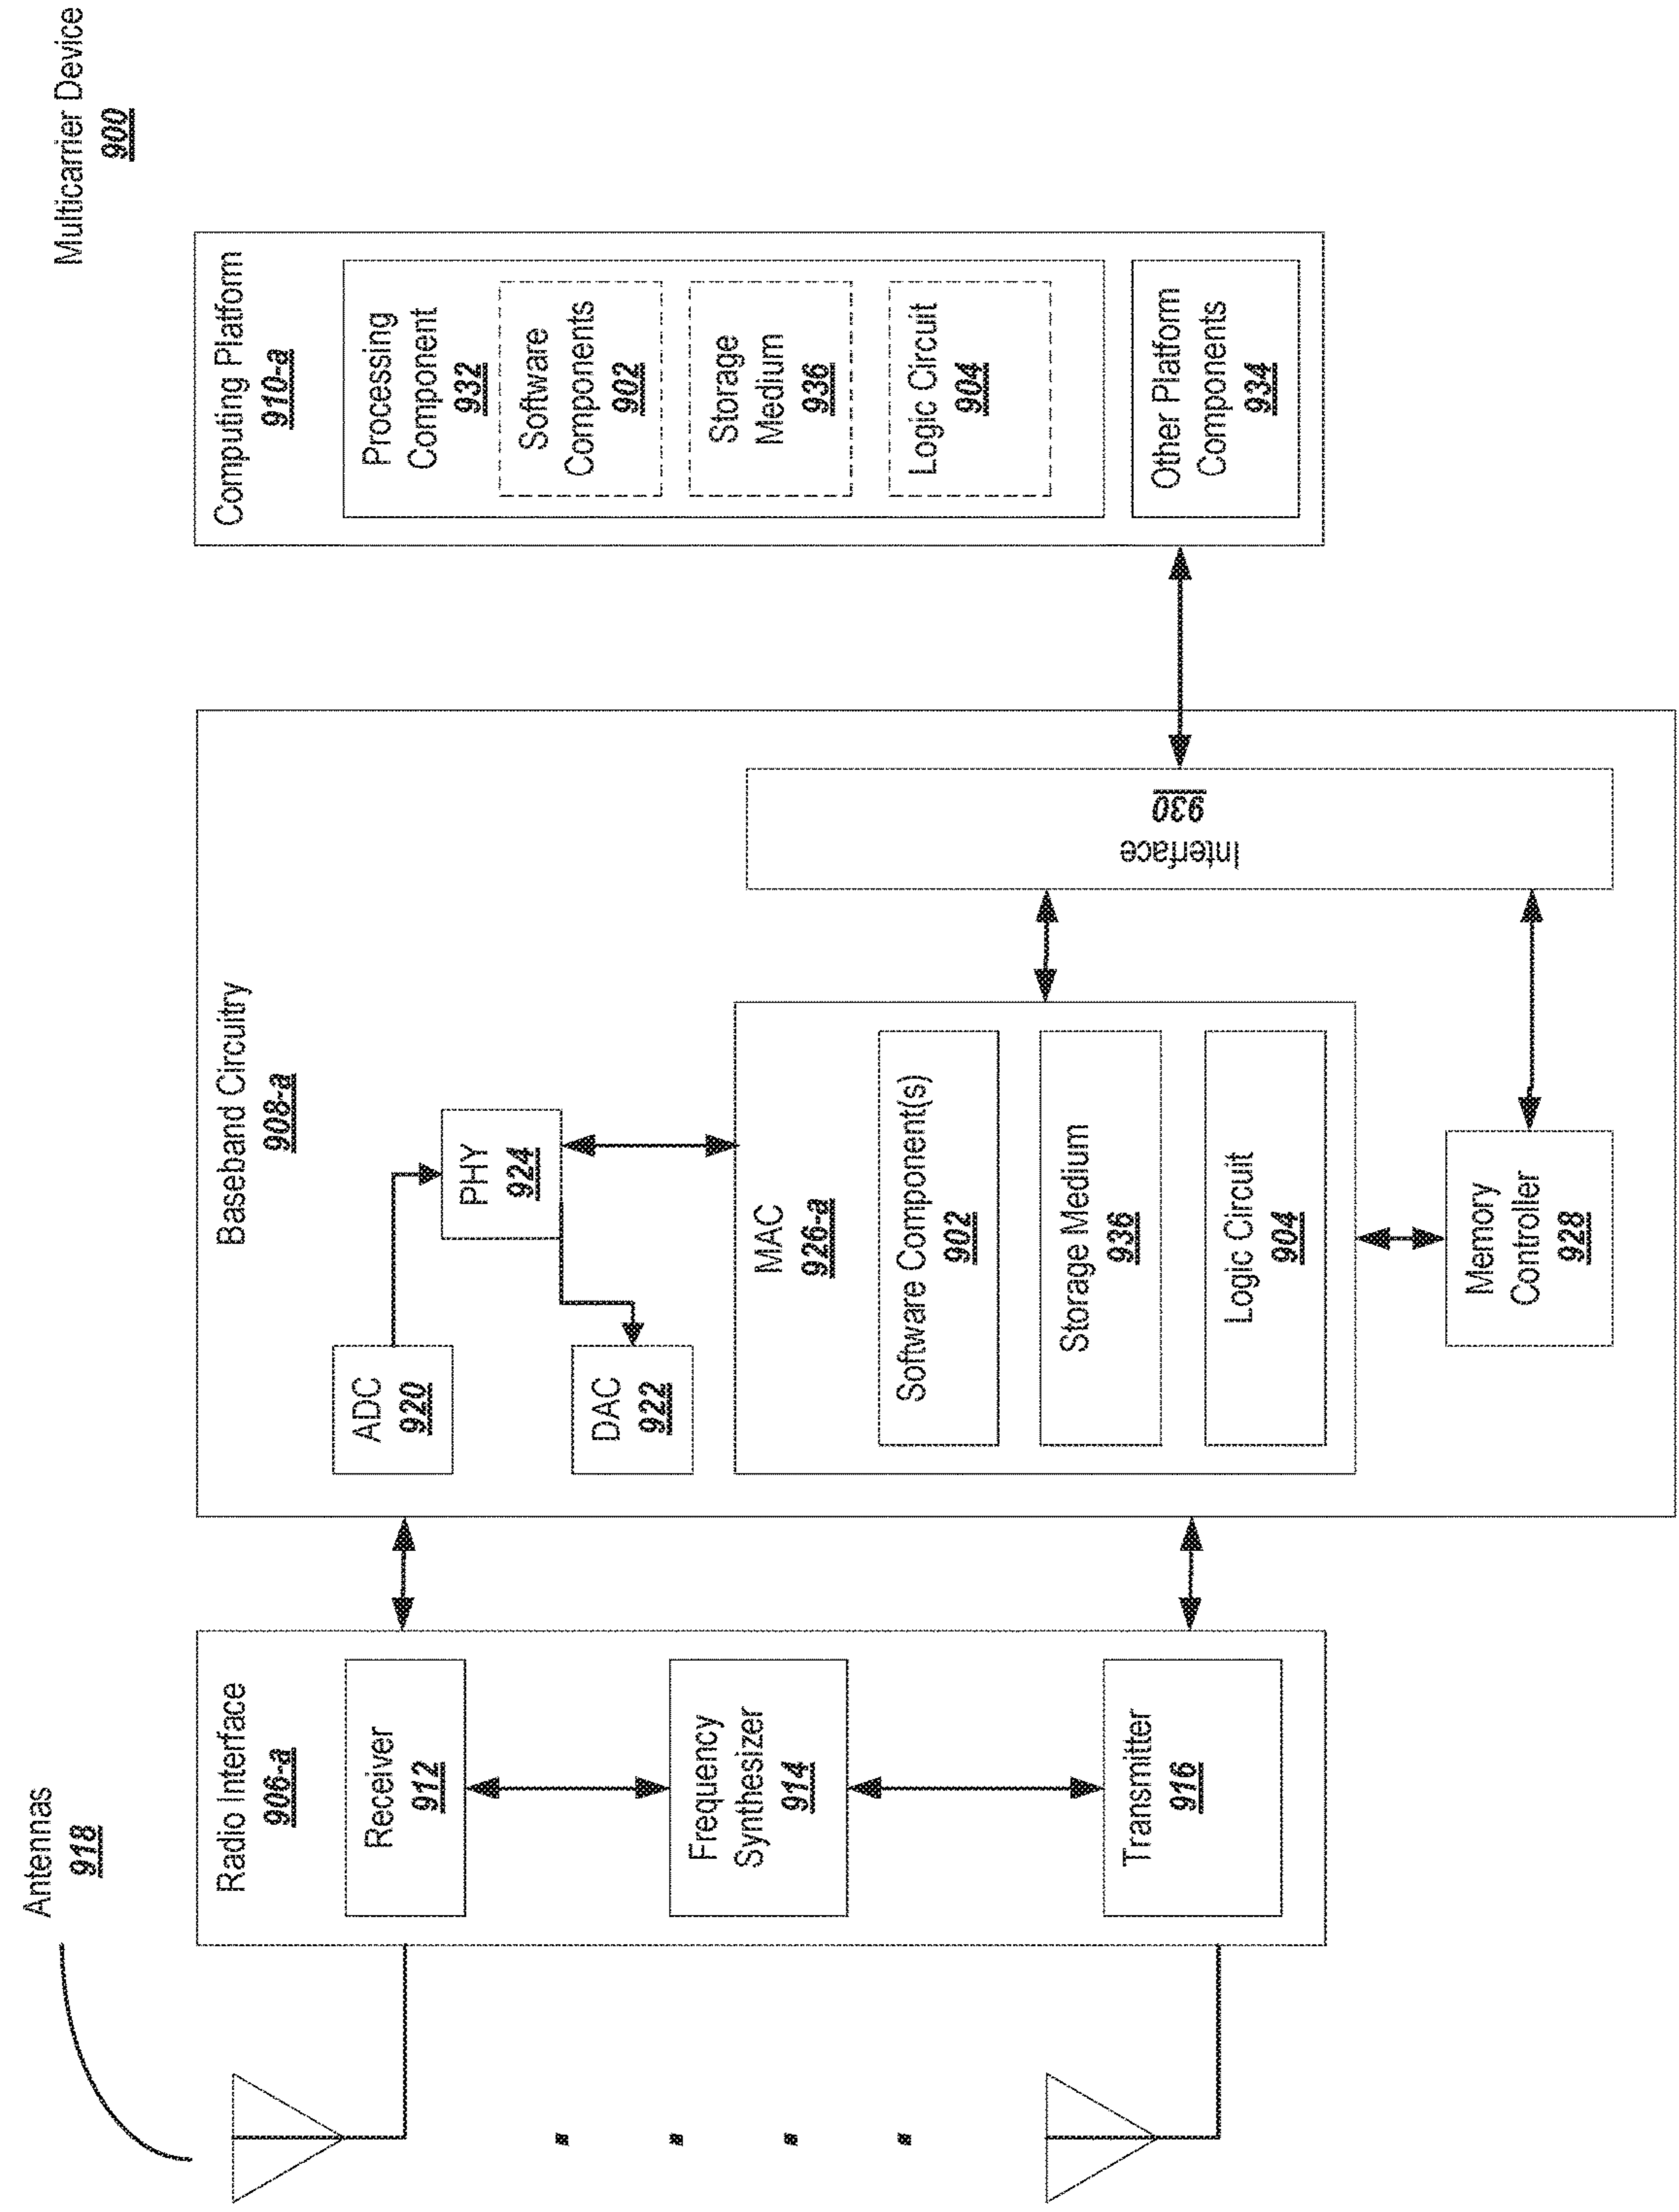 Multicarrier Device
900
Antennas
918
Radio Interface
906-a
Receiver
912
Frequency
Synthesizer
914
Transmitter
916
Baseband Circuitry
908-a
ADC
920
PHY
924
DAC
922
MAC
926-a
Software Component(s)
902
Storage Medium
936
Logic Circuit
904
Memory
Controller
928
Interface
930
Computing Platform
910-a
Processing
Component
932
Software
Components
902
Storage
Medium
936
Logic Circuit
904
Other Platform
Components
934